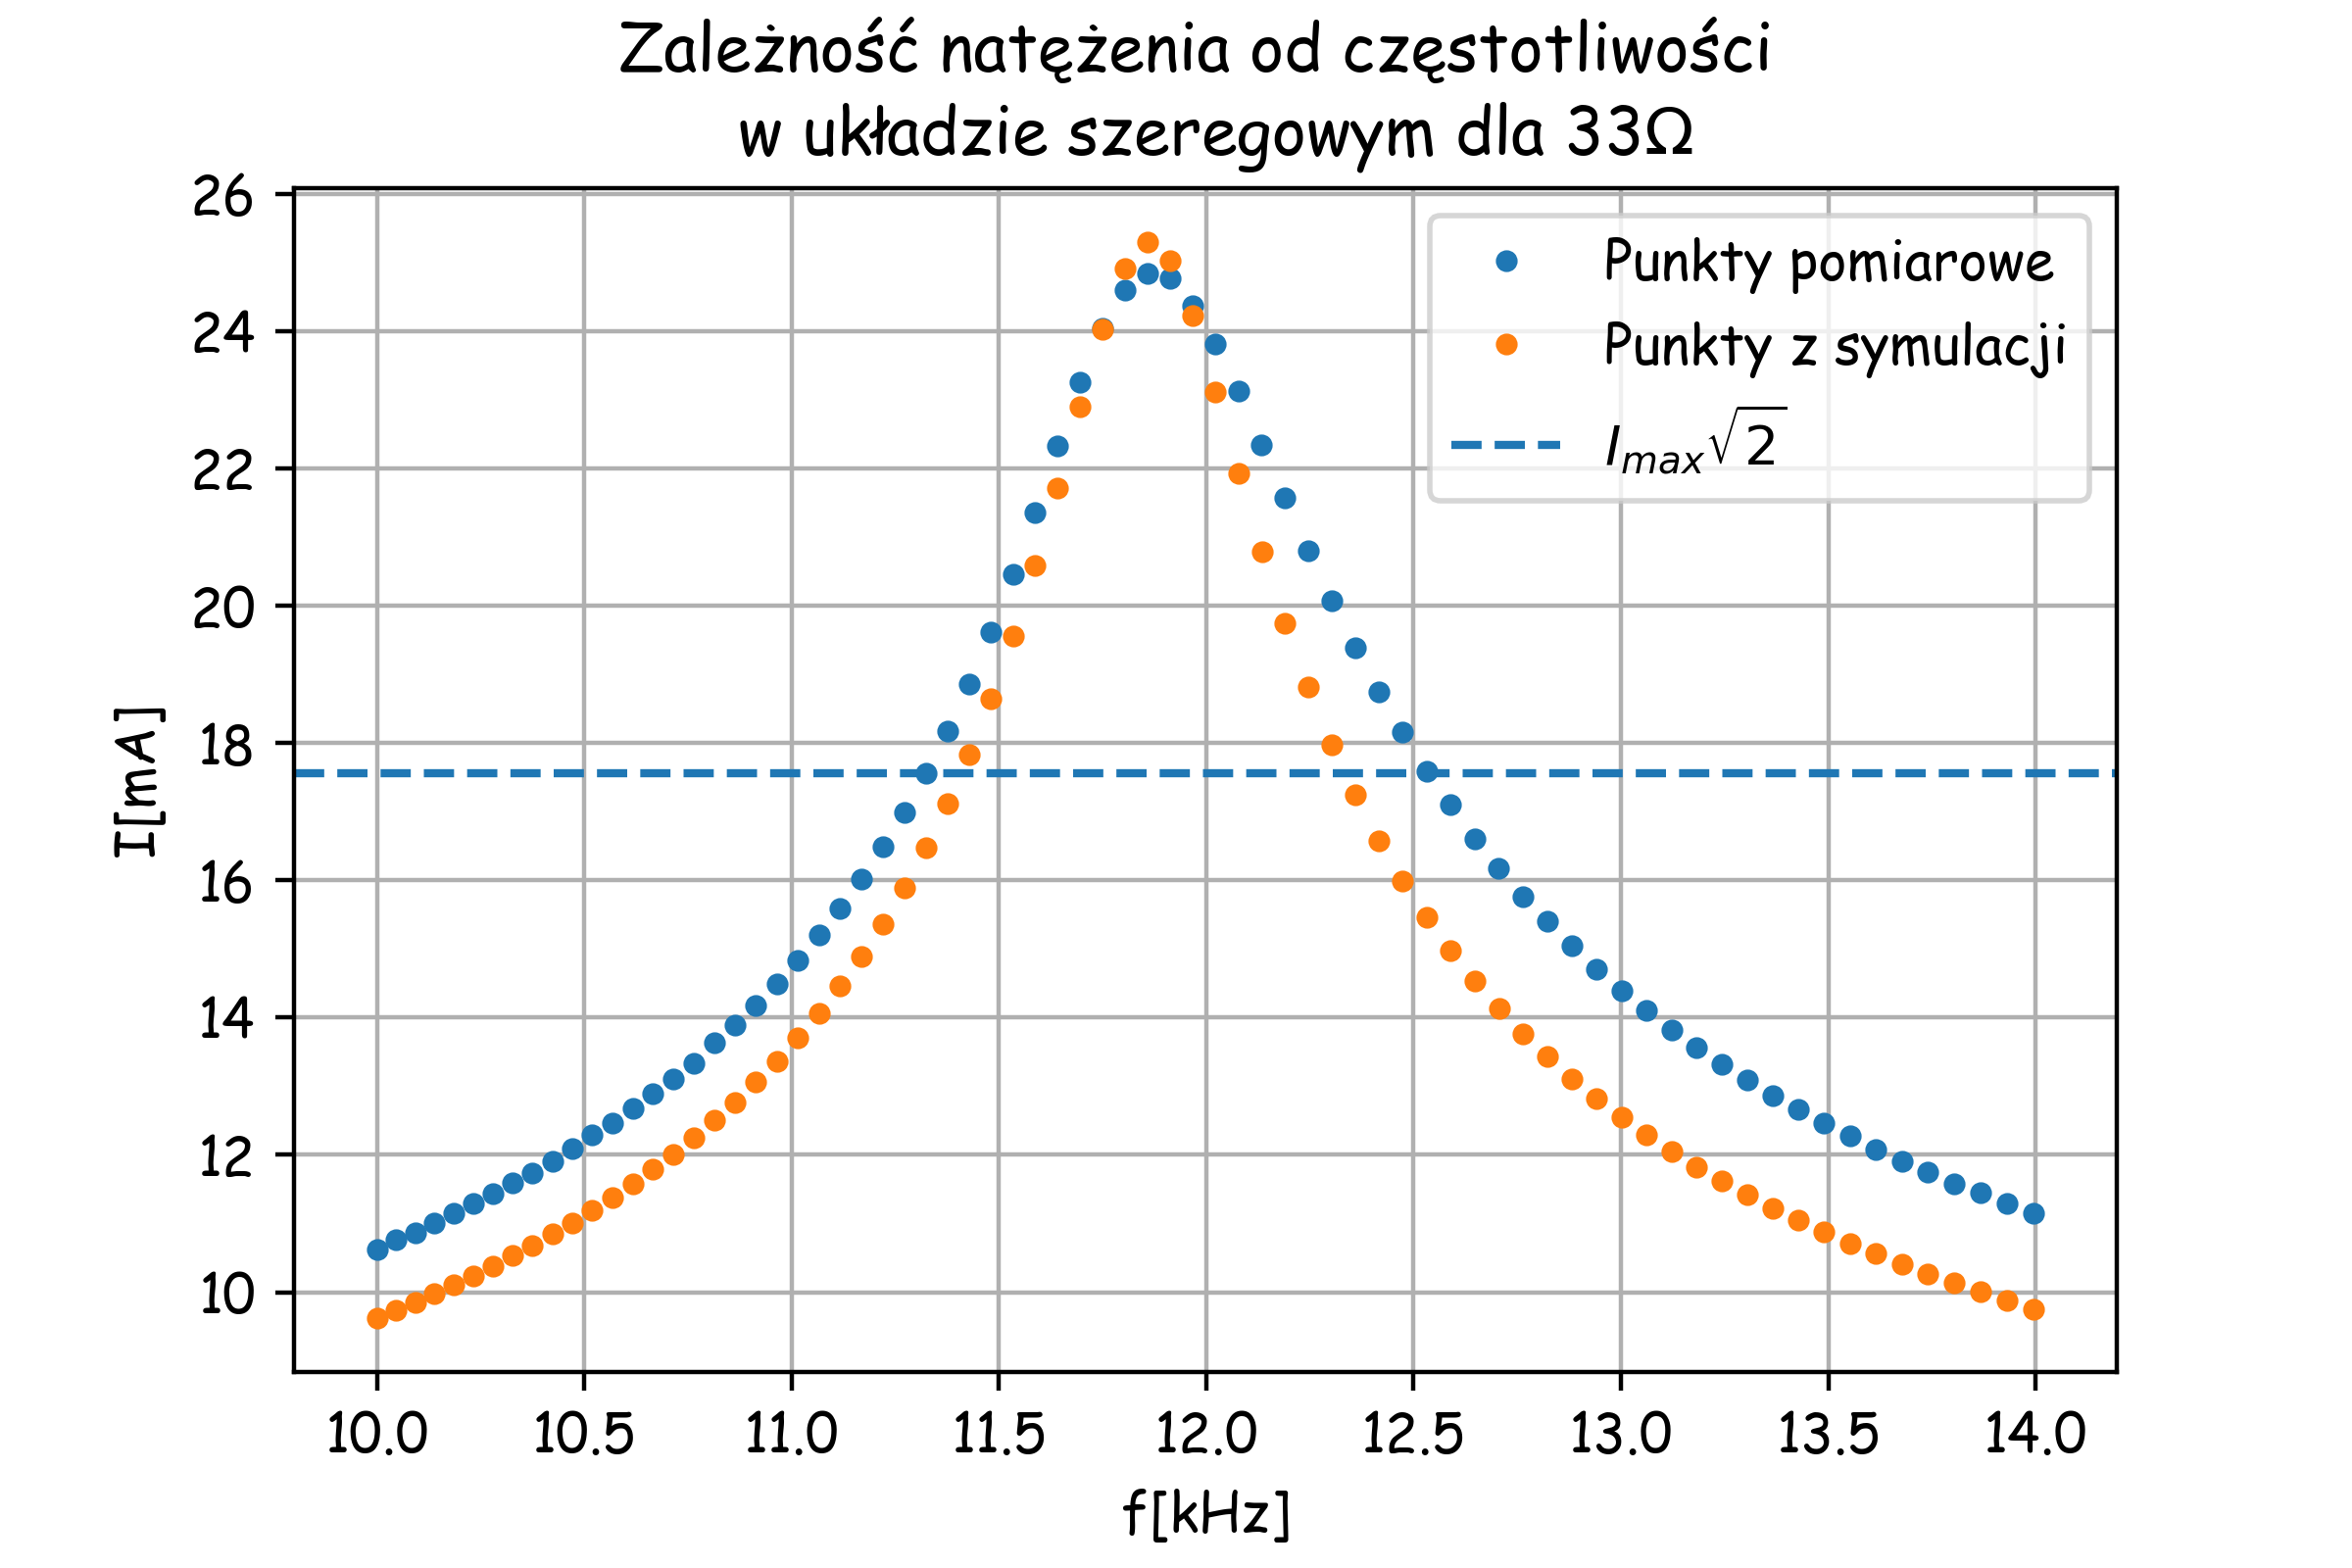 Zależność natężenia od częstotliwości
w układzie szeregowym dla 33Ω
26
24
22
20
18
16
14
12
10
I[mA]
Punkty pomiarowe
Punkty z symulacji
I_max√2
10.0 10.5 11.0 11.5 12.0 12.5 13.0 13.5 14.0
f[kHz]